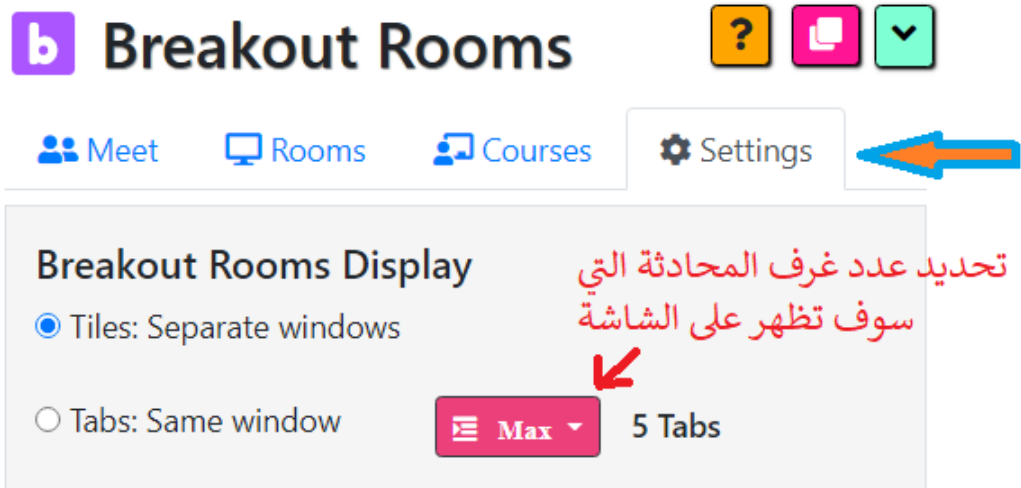 b Breakout Rooms ?
Meet Rooms Courses Settings
Breakout Rooms Display
تحديد عدد غرف المحادثة التي
سوف تظهر على الشاشة
Tiles: Separate windows
Tabs: Same window Max 5 Tabs